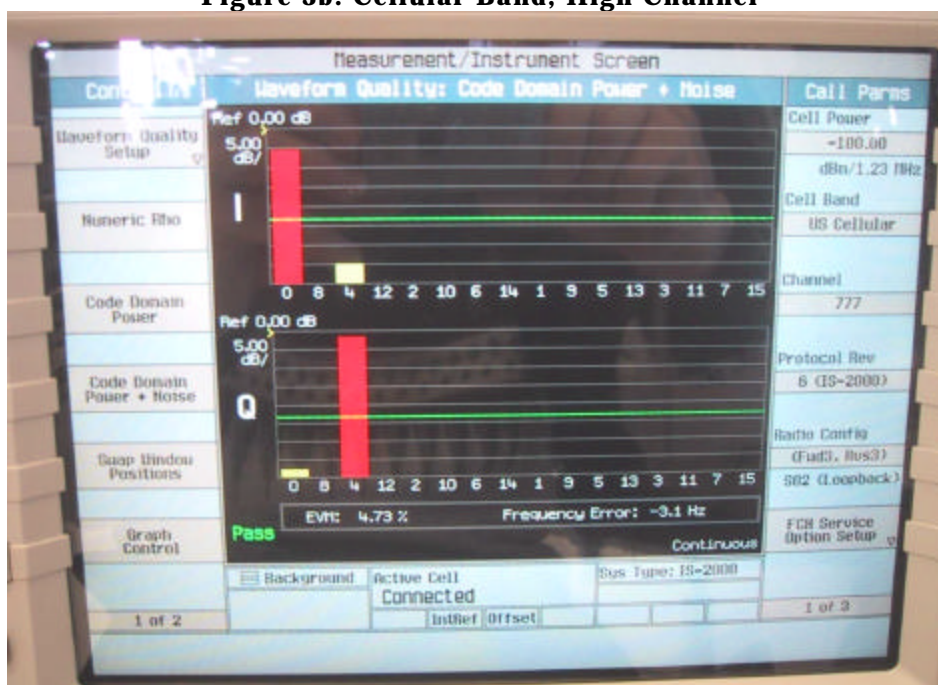 Figure 3b. Cellular Band, High Channel
Measurement/Instrument Screen
Waveform Quality: Code Domain Power + Noise
Call Parms
Waveform Quality
Setup
Numeric Rho
Code Domain
Power
Code Domain
Power + Noise
Swap Window
Positions
Graph
Control
1 of 2
Ref 0.00 dB
5.00
dB/
I
0 8 4 12 2 10 6 14 1 9 5 13 3 11 7 15
Ref 0.00 dB
5.00
dB/
Q
0 8 4 12 2 10 6 14 1 9 5 13 3 11 7 15
EVM: 4.73 % Frequency Error: -3.1 Hz
Pass
Continuous
Background
Active Cell
Connected
Sys Type: IS-2000
IntRef Offset
Cell Power
-100.00
dBm/1.23 MHz
Cell Band
US Cellular
Channel
777
Protocol Rev
6 (IS-2000)
Radio Config
(Fwd3, Rvs3)
SO2 (Loopback)
FCH Service
Option Setup
1 of 3